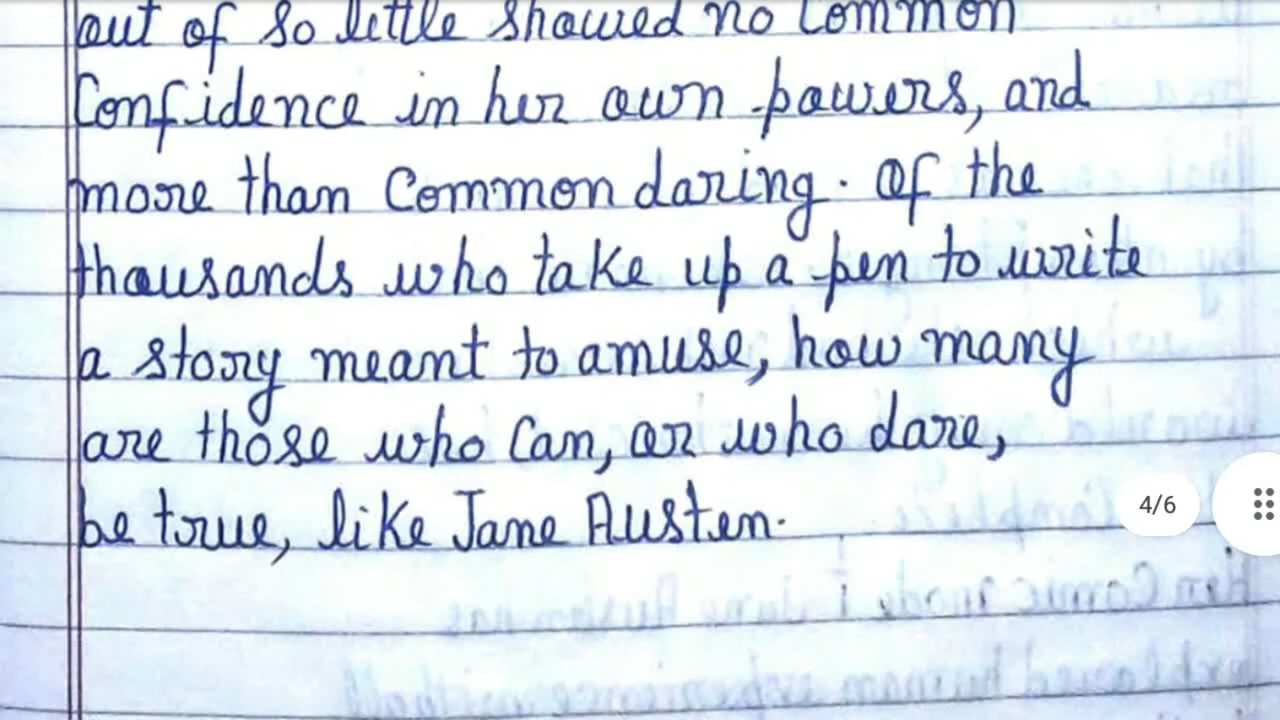 out of so little showed no common
Confidence in her own powers, and
more than Common daring. Of the
thousands who take up a pen to write
a story meant to amuse, how many
are those who Can, or who dare,
4/6
be true, like Jane Austen.